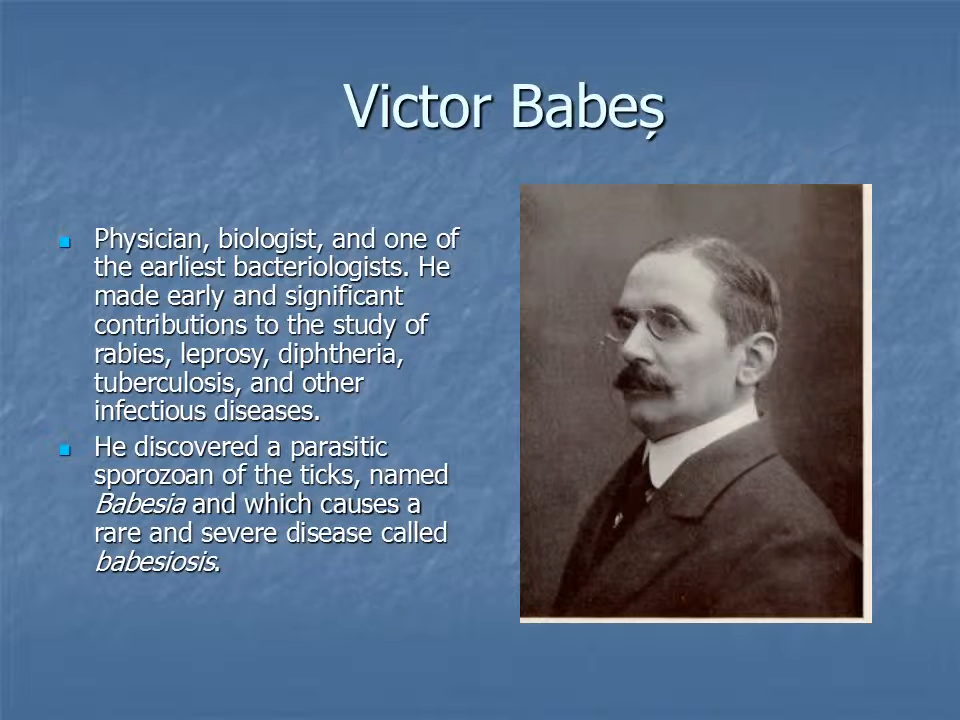 Victor Babeș
Physician, biologist, and one of
the earliest bacteriologists. He
made early and significant
contributions to the study of
rabies, leprosy, diphtheria,
tuberculosis, and other
infectious diseases.
He discovered a parasitic
sporozoan of the ticks, named
Babesia and which causes a
rare and severe disease called
babesiosis.